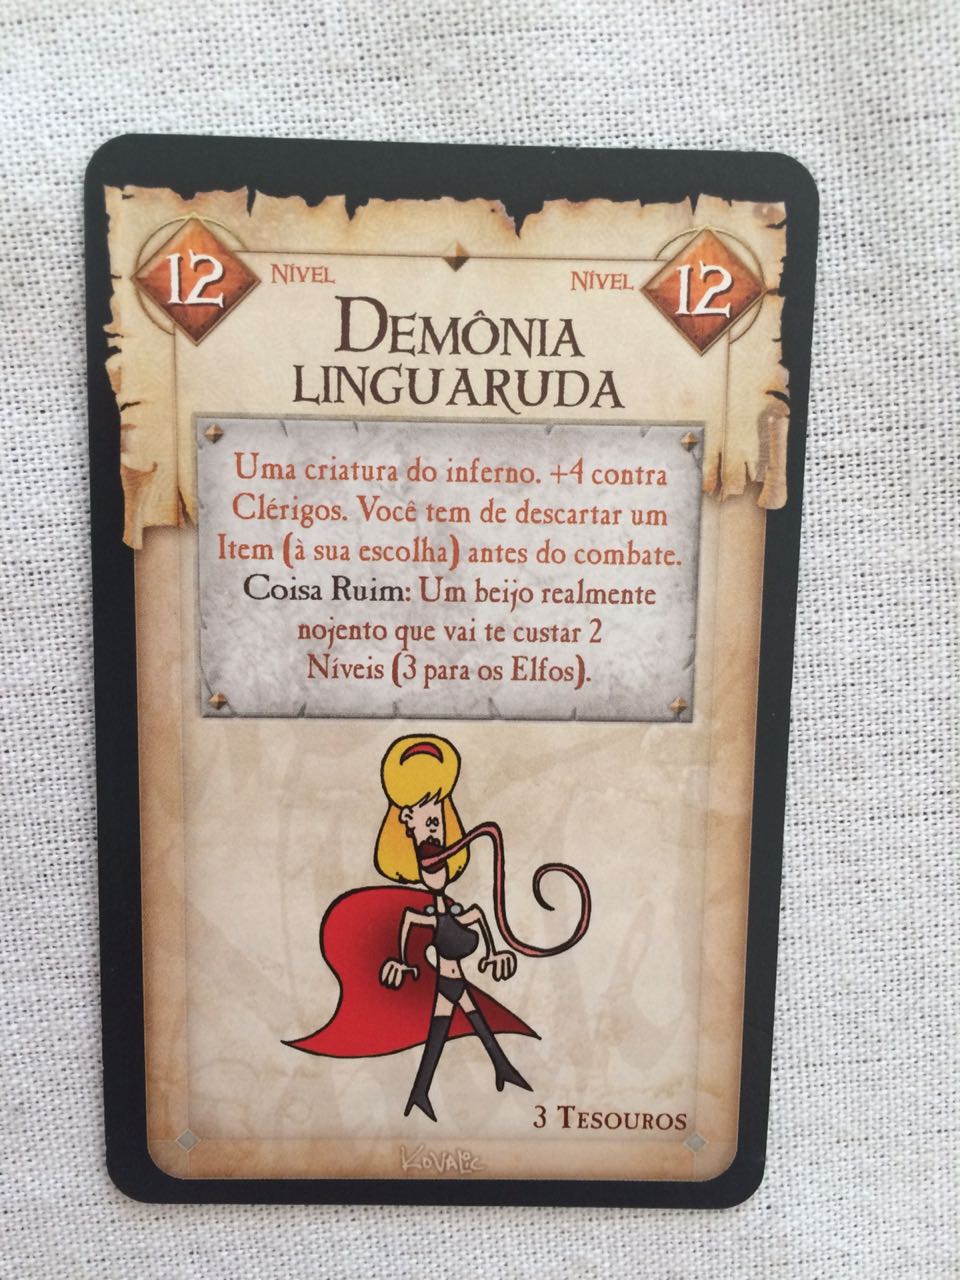 12 NÍVEL NÍVEL 12
DEMÔNIA
LINGUARUDA
Uma criatura do inferno. +4 contra
Clérigos. Você tem de descartar um
Item (à sua escolha) antes do combate.
Coisa Ruim: Um beijo realmente
nojento que vai te custar 2
Níveis (3 para os Elfos).
3 TESOUROS
KOVALIC